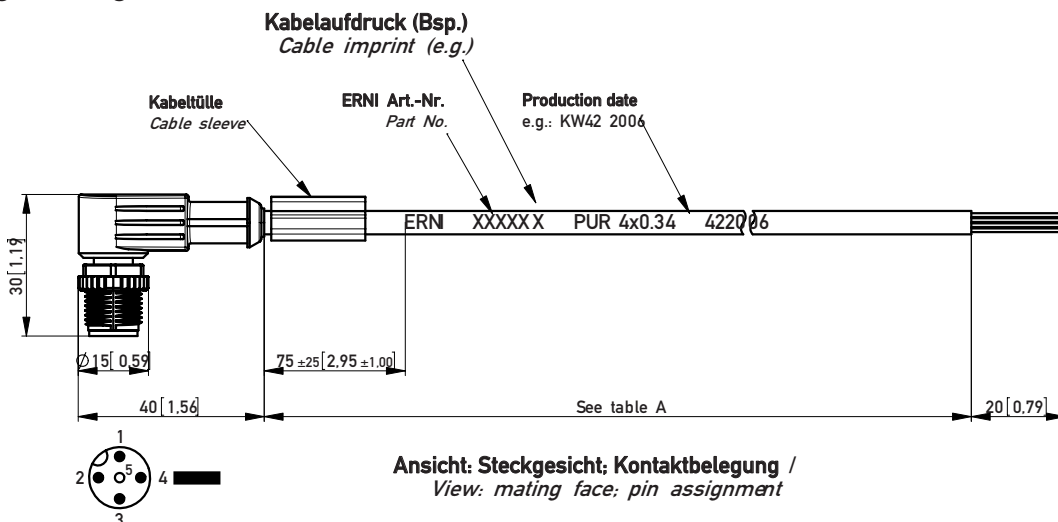 Kabelaufdruck (Bsp.)
Cable imprint (e.g.)
Kabeltülle
Cable sleeve
ERNI Art.-Nr.
Part No.
Production date
e.g.: KW42 2006
ERNI XXXXXX PUR 4x0.34 422006
30[1.19]
Ø15[0,59]
75 ±25[2,95 ±1,00]
40[1,56]
See table A
20[0,79]
1
2
5
4
3
Ansicht: Steckgesicht; Kontaktbelegung /
View: mating face; pin assignment